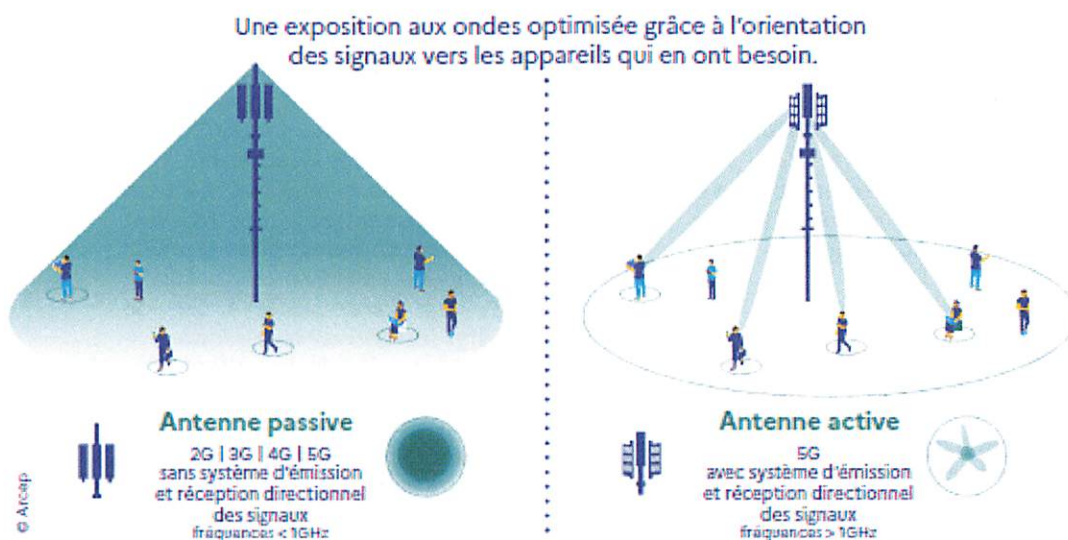 Une exposition aux ondes optimisée grâce à l'orientation
des signaux vers les appareils qui en ont besoin.
Antenne passive
2G | 3G | 4G | 5G
sans système d'émission
et réception directionnel
des signaux
fréquences < 1GHz
Antenne active
5G
avec système d'émission
et réception directionnel
des signaux
fréquences > 1GHz
© Arcep